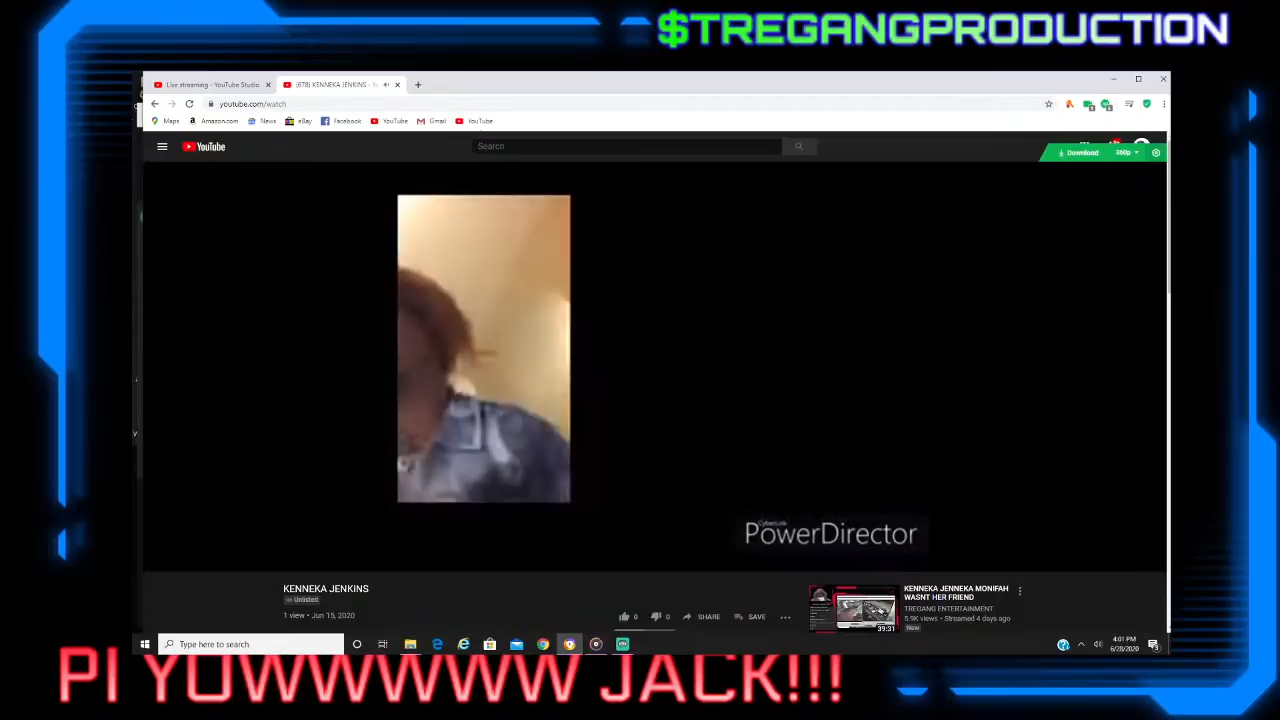 $TREGANGPRODUCTION
Live streaming - YouTube Studio
(678) KENNEKA JENKINS - Y
youtube.com/watch
Maps
Amazon.com
News
eBay
Facebook
YouTube
Gmail
YouTube
YouTube
Search
Download
360p
CyberLink
PowerDirector
KENNEKA JENKINS
Unlisted
1 view • Jun 15, 2020
0
0
SHARE
SAVE
KENNEKA JENNEKA MONIFAH
WASNT HER FRIEND
TREGANG ENTERTAINMENT
5.9K views • Streamed 4 days ago
New
39:31
Type here to search
4:01 PM
6/28/2020
PI YOWWWWW JACK!!!